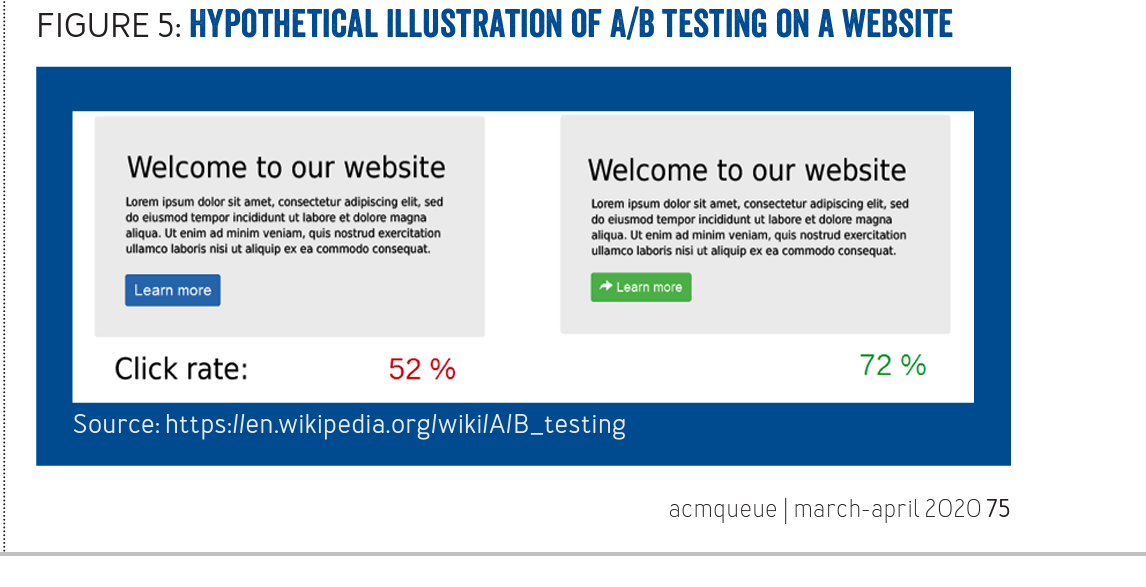 FIGURE 5: HYPOTHETICAL ILLUSTRATION OF A/B TESTING ON A WEBSITE
Welcome to our website
Lorem ipsum dolor sit amet, consectetur adipiscing elit, sed
do eiusmod tempor incididunt ut labore et dolore magna
aliqua. Ut enim ad minim veniam, quis nostrud exercitation
ullamco laboris nisi ut aliquip ex ea commodo consequat.
Learn more
Click rate: 52 %
Welcome to our website
Lorem ipsum dolor sit amet, consectetur adipiscing elit, sed
do eiusmod tempor incididunt ut labore et dolore magna
aliqua. Ut enim ad minim veniam, quis nostrud exercitation
ullamco laboris nisi ut aliquip ex ea commodo consequat.
Learn more
72 %
Source: https://en.wikipedia.org/wiki/A/B_testing
acmqueue | march-april 2020 75